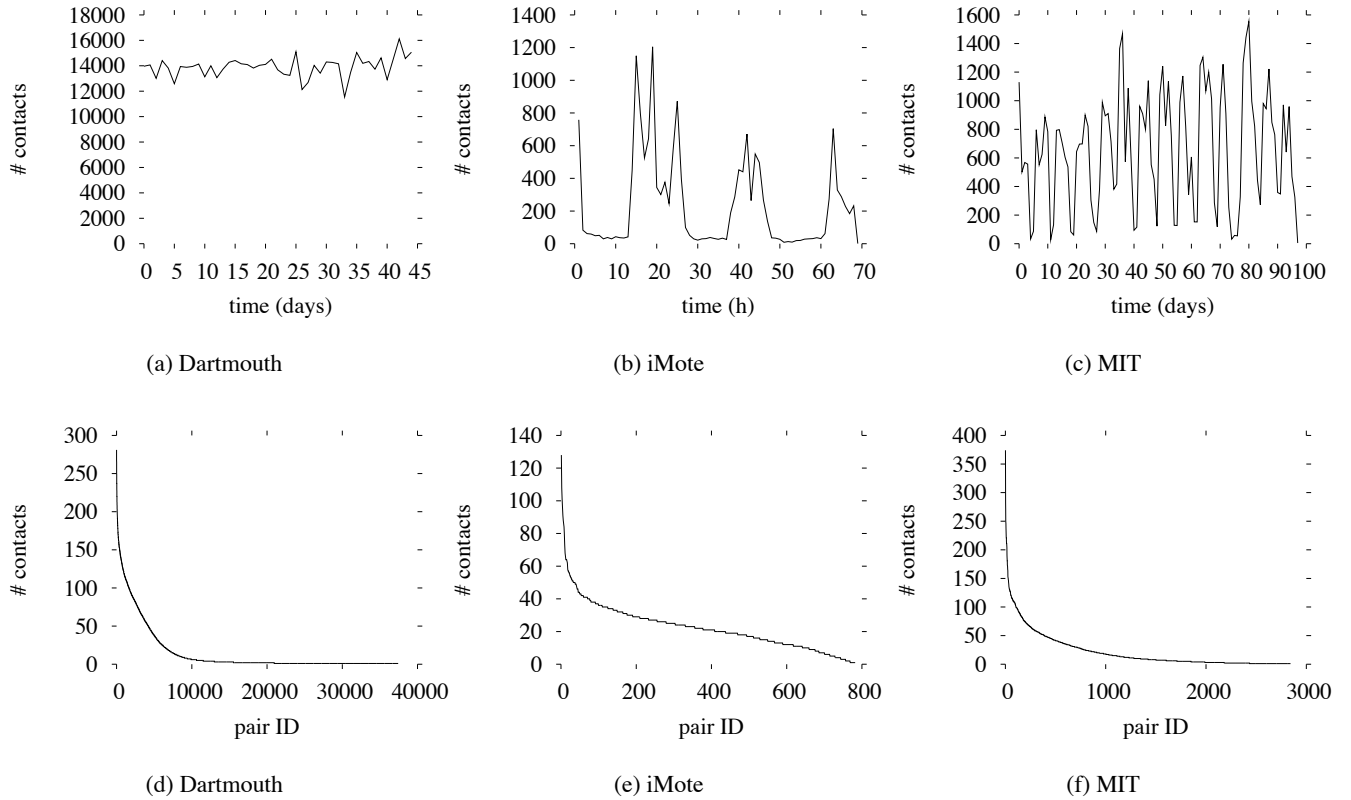 18000
16000
14000
12000
10000
8000
6000
4000
2000
0
# contacts
0 5 10 15 20 25 30 35 40 45
time (days)
(a) Dartmouth
1400
1200
1000
800
600
400
200
0
# contacts
0 10 20 30 40 50 60 70
time (h)
(b) iMote
1600
1400
1200
1000
800
600
400
200
0
# contacts
0 10 20 30 40 50 60 70 80 90 100
time (days)
(c) MIT
300
250
200
150
100
50
0
# contacts
0 10000 20000 30000 40000
pair ID
(d) Dartmouth
140
120
100
80
60
40
20
0
# contacts
0 200 400 600 800
pair ID
(e) iMote
400
350
300
250
200
150
100
50
0
# contacts
0 1000 2000 3000
pair ID
(f) MIT